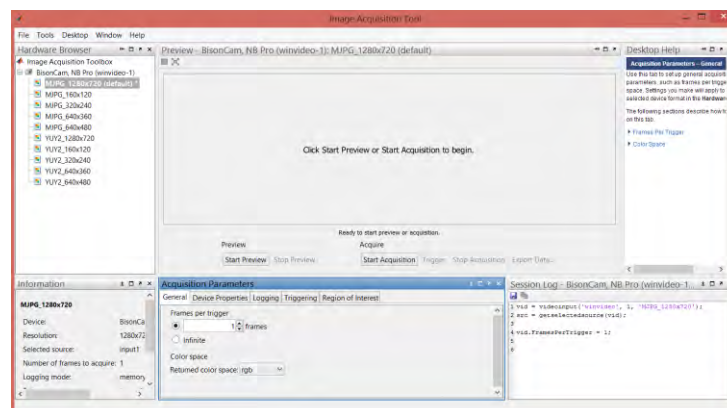 Image Acquisition Tool
File Tools Desktop Window Help
Hardware Browser
Image Acquisition Toolbox
BisonCam, NB Pro (winvideo-1)
MJPG_1280x720 (default) *
MJPG_160x120
MJPG_320x240
MJPG_640x360
MJPG_640x480
YUY2_1280x720
YUY2_160x120
YUY2_320x240
YUY2_640x360
YUY2_640x480
Preview - BisonCam, NB Pro (winvideo-1): MJPG_1280x720 (default)
Click Start Preview or Start Acquisition to begin.
Ready to start preview or acquisition.
Preview Acquire
Start Preview Stop Preview Start Acquisition Trigger Stop Acquisition Export Data...
Desktop Help
Acquisition Parameters - General
Use this tab to set up general acquisiti
parameters, such as frames per trigge
space. Settings you make will apply to
selected device format in the Hardware
The following sections describe how t
on this tab.
Frames Per Trigger
Color Space
Information
MJPG_1280x720
Device: BisonCa
Resolution: 1280x72
Selected source: input1
Number of frames to acquire: 1
Logging mode: memory
Acquisition Parameters
General Device Properties Logging Triggering Region of Interest
Frames per trigger
1 frames
Infinite
Color space
Returned color space: rgb
Session Log - BisonCam, NB Pro (winvideo-1...
1 vid = videoinput('winvideo', 1, 'MJPG_1280x720');
2 src = getselectedsource(vid);
3
4 vid.FramesPerTrigger = 1;
5
6